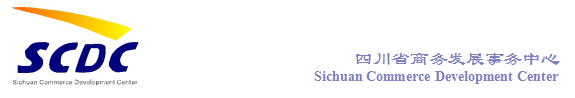 SCDC
Sichuan Commerce Development Center
四川省商务发展事务中心
Sichuan Commerce Development Center